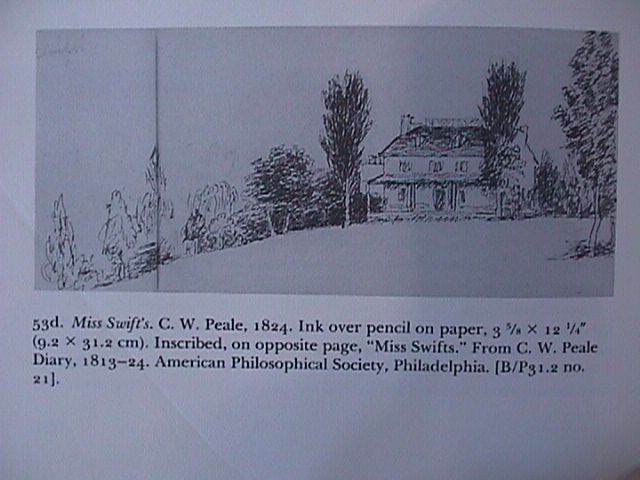 53d. Miss Swift's. C. W. Peale, 1824. Ink over pencil on paper, 3 5/8 × 12 1/4"
(9.2 × 31.2 cm). Inscribed, on opposite page, “Miss Swifts.” From C. W. Peale
Diary, 1813–24. American Philosophical Society, Philadelphia. [B/P31.2 no.
21].